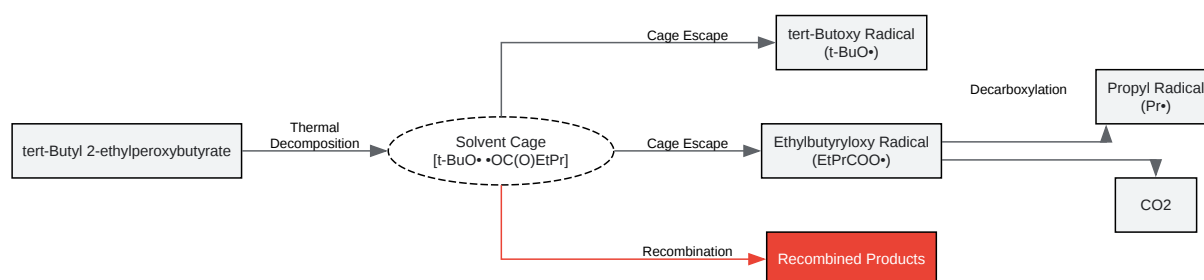 Cage Escape
tert-Butoxy Radical
(t-BuO•)
Decarboxylation
Propyl Radical
(Pr•)
tert-Butyl 2-ethylperoxybutyrate
Thermal
Decomposition
Solvent Cage
[t-BuO• •OC(O)EtPr]
Cage Escape
Ethylbutyryloxy Radical
(EtPrCOO•)
CO2
Recombination
Recombined Products